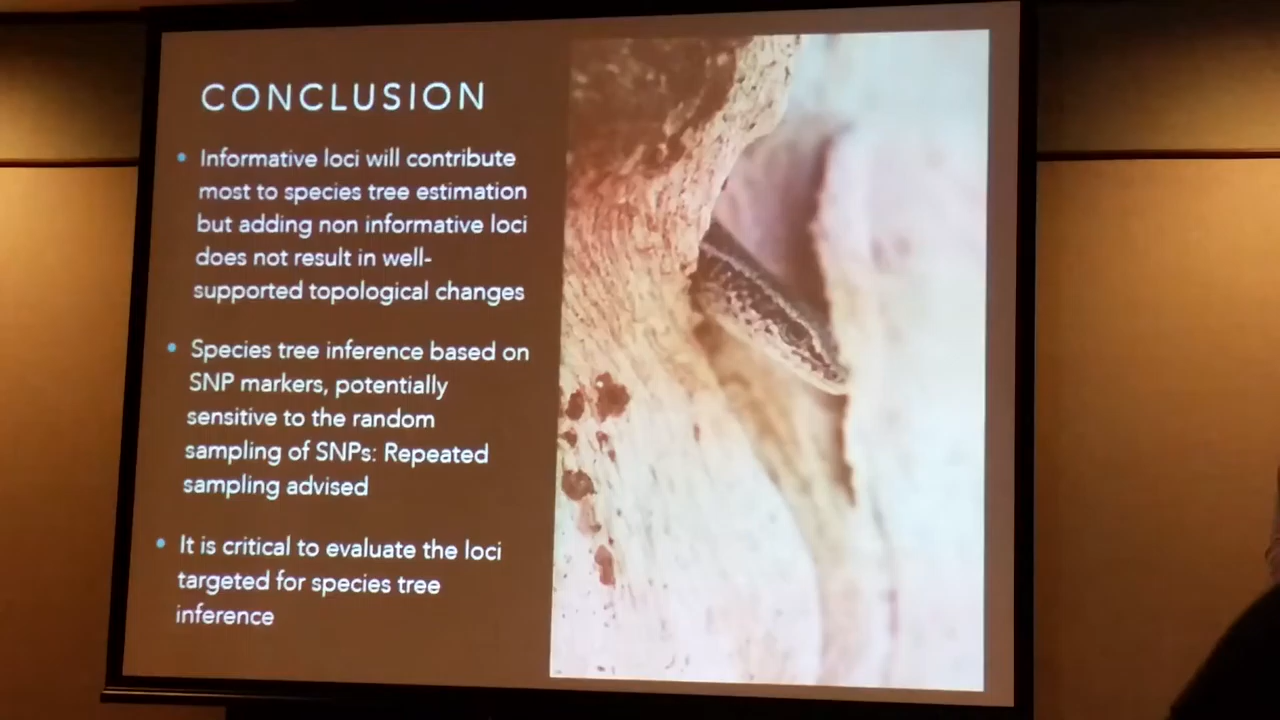 CONCLUSION
• Informative loci will contribute
most to species tree estimation
but adding non informative loci
does not result in well-
supported topological changes
• Species tree inference based on
SNP markers, potentially
sensitive to the random
sampling of SNPs: Repeated
sampling advised
• It is critical to evaluate the loci
targeted for species tree
inference